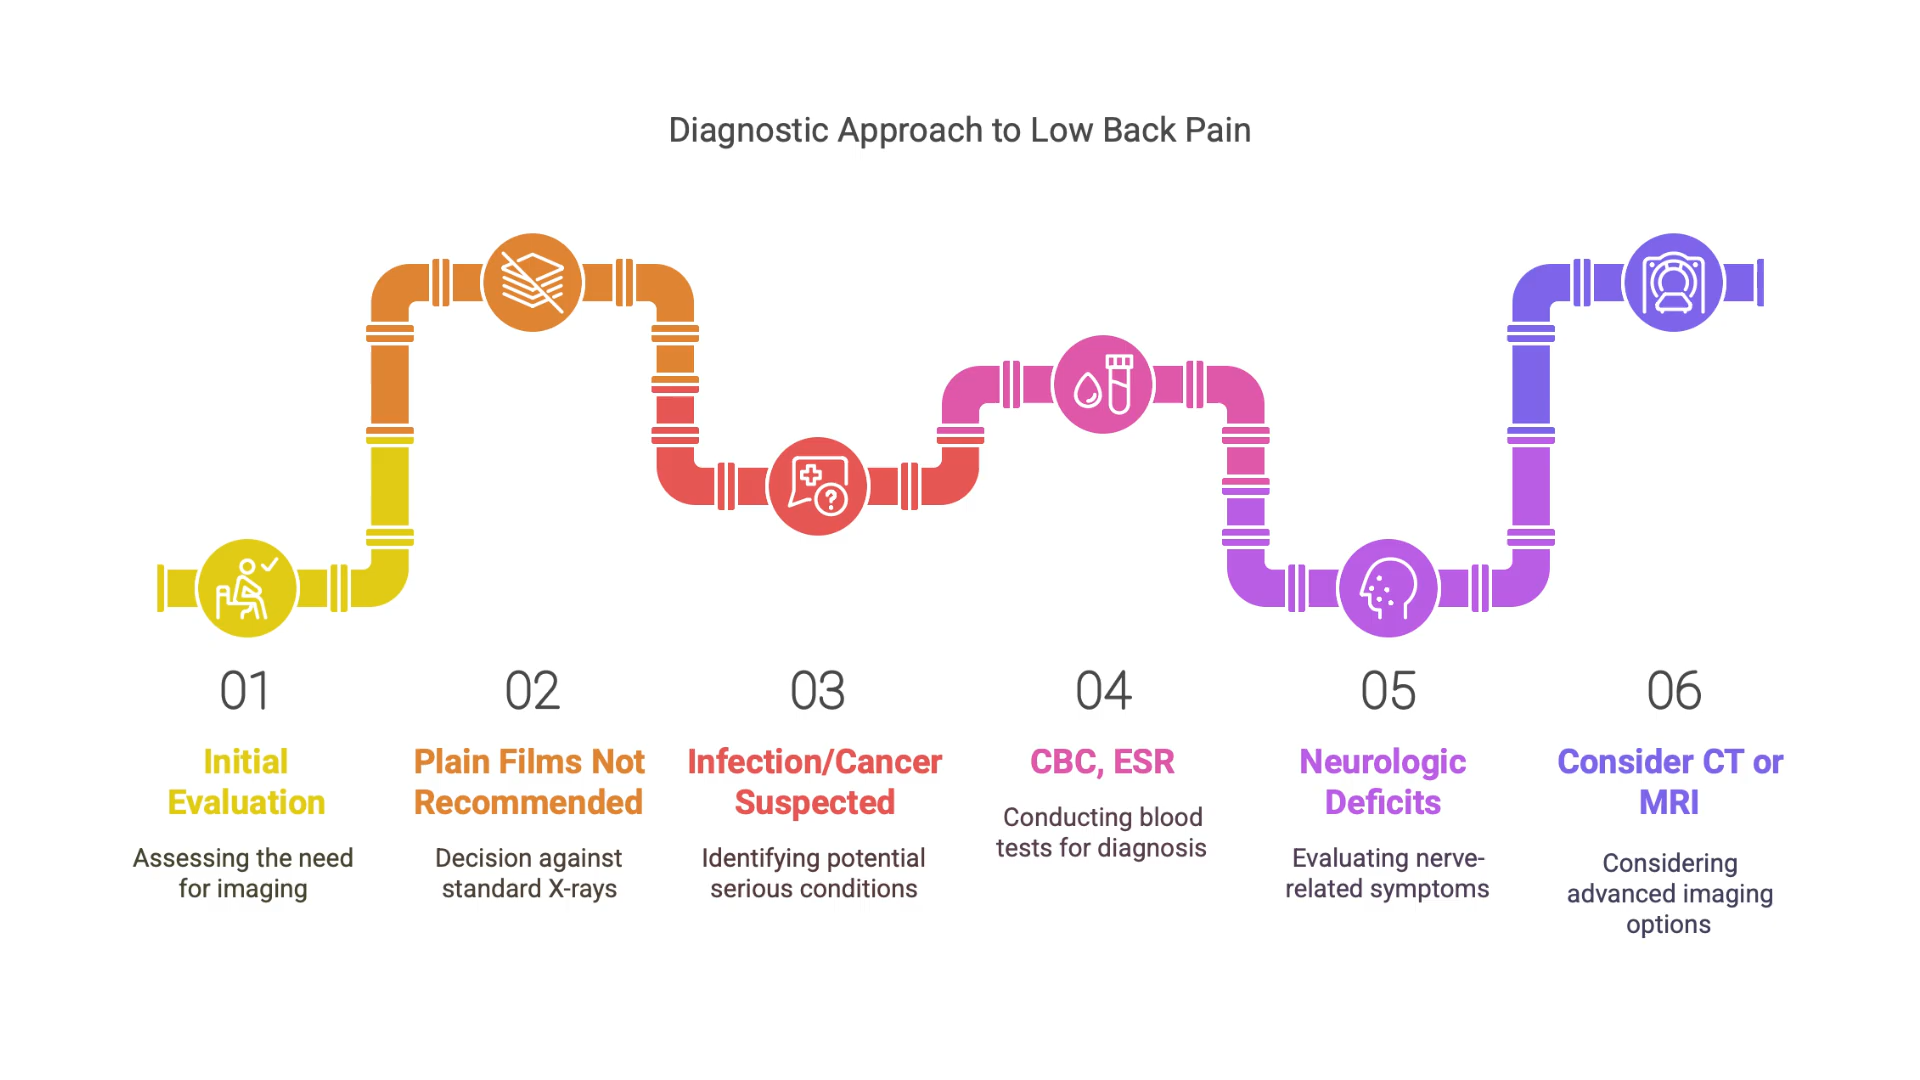 Diagnostic Approach to Low Back Pain
01
Initial
Evaluation
Assessing the need
for imaging
02
Plain Films Not
Recommended
Decision against
standard X-rays
03
Infection/Cancer
Suspected
Identifying potential
serious conditions
04
CBC, ESR
Conducting blood
tests for diagnosis
05
Neurologic
Deficits
Evaluating nerve-
related symptoms
06
Consider CT or
MRI
Considering
advanced imaging
options